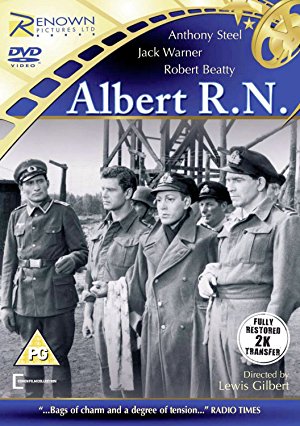 RENOWN
PICTURES LTD
DVD
VIDEO
Anthony Steel
Jack Warner
Robert Beatty
Albert R.N.
PG
FULLY
RESTORED
2K
TRANSFER
Directed by
Lewis Gilbert
"...Bags of charm and a degree of tension..." RADIO TIMES